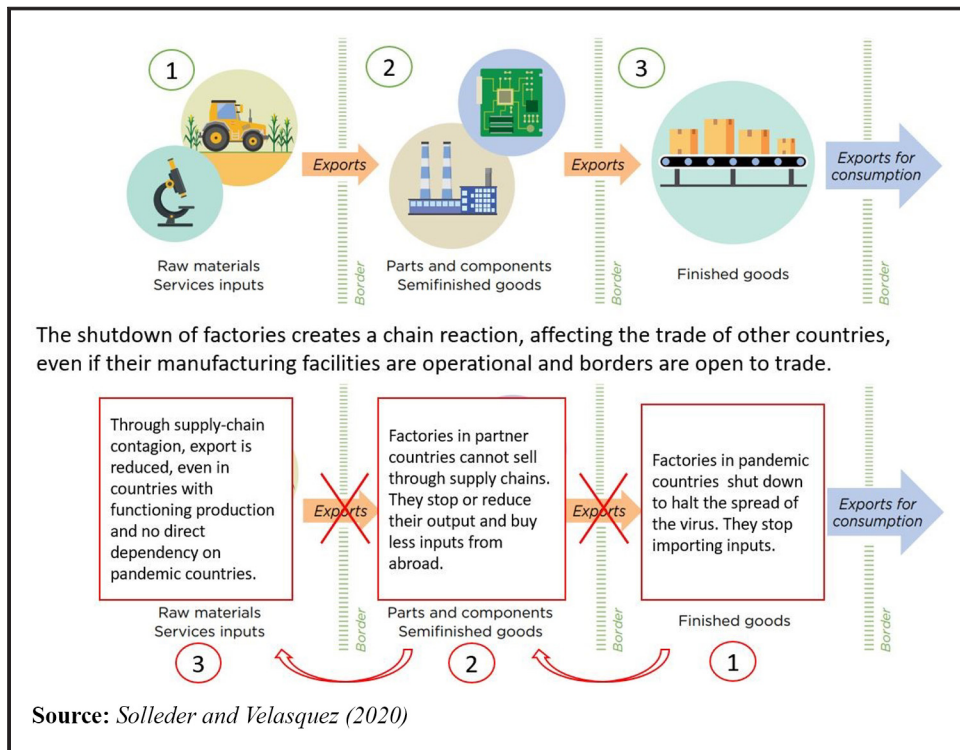 1
2
3
Exports
Exports
Exports for
consumption
Raw materials
Services inputs
Border
Parts and components
Semifinished goods
Border
Finished goods
The shutdown of factories creates a chain reaction, affecting the trade of other countries,
even if their manufacturing facilities are operational and borders are open to trade.
Through supply-chain
contagion, export is
reduced, even in
countries with
functioning production
and no direct
dependency on
pandemic countries.
Exports
Factories in partner
countries cannot sell
through supply chains.
They stop or reduce
their output and buy
less inputs from
abroad.
Exports
Factories in pandemic
countries shut down
to halt the spread of
the virus. They stop
importing inputs.
Exports for
consumption
Raw materials
Services inputs
Border
Parts and components
Semifinished goods
Border
Finished goods
Border
3
2
1
Source: Solleder and Velasquez (2020)